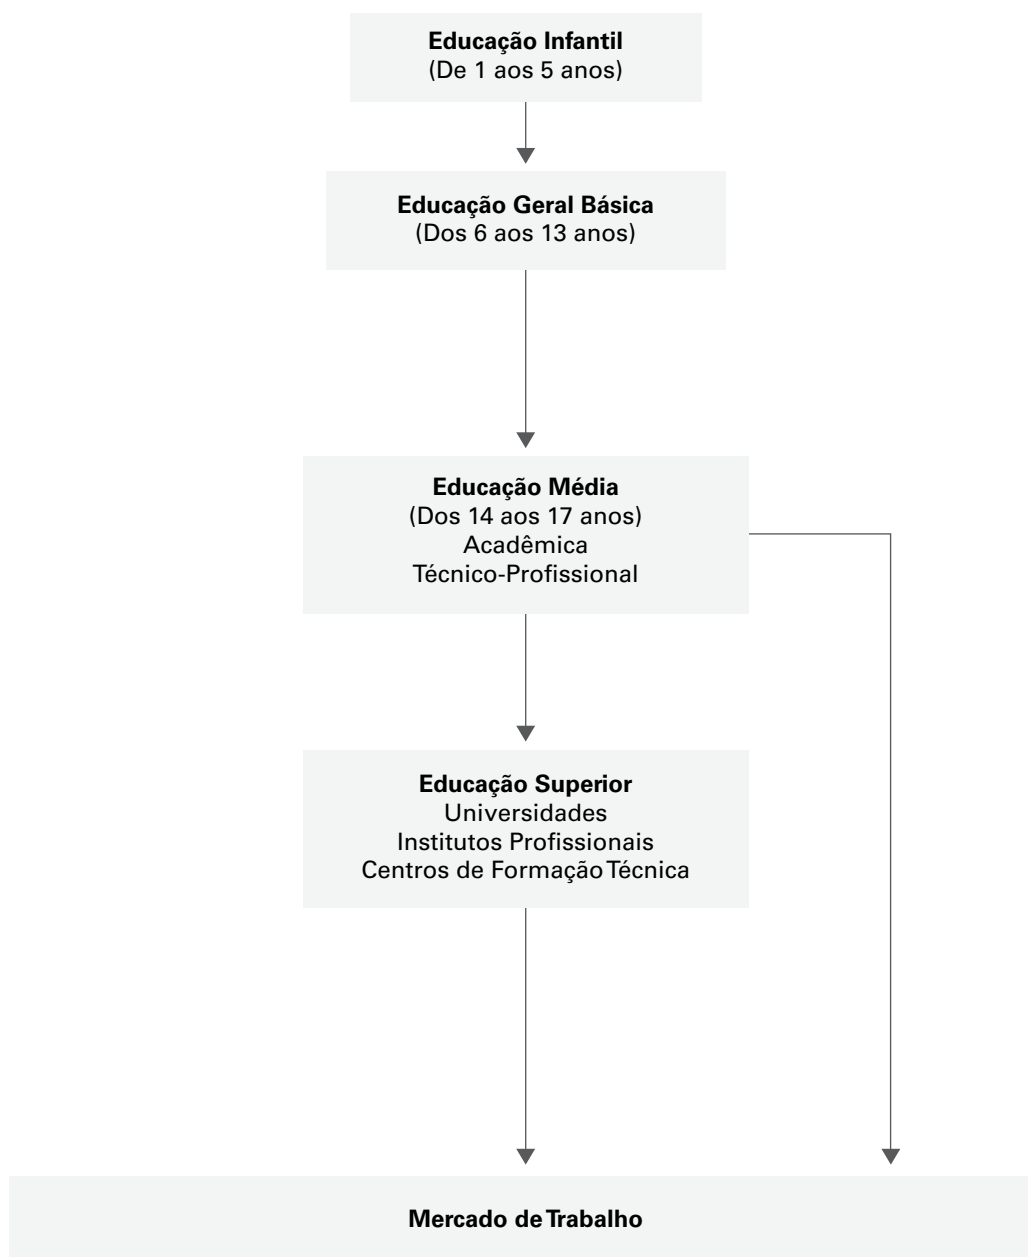 Educação Infantil
(De 1 aos 5 anos)
Educação Geral Básica
(Dos 6 aos 13 anos)
Educação Média
(Dos 14 aos 17 anos)
Acadêmica
Técnico-Profissional
Educação Superior
Universidades
Institutos Profissionais
Centros de Formação Técnica
Mercado de Trabalho